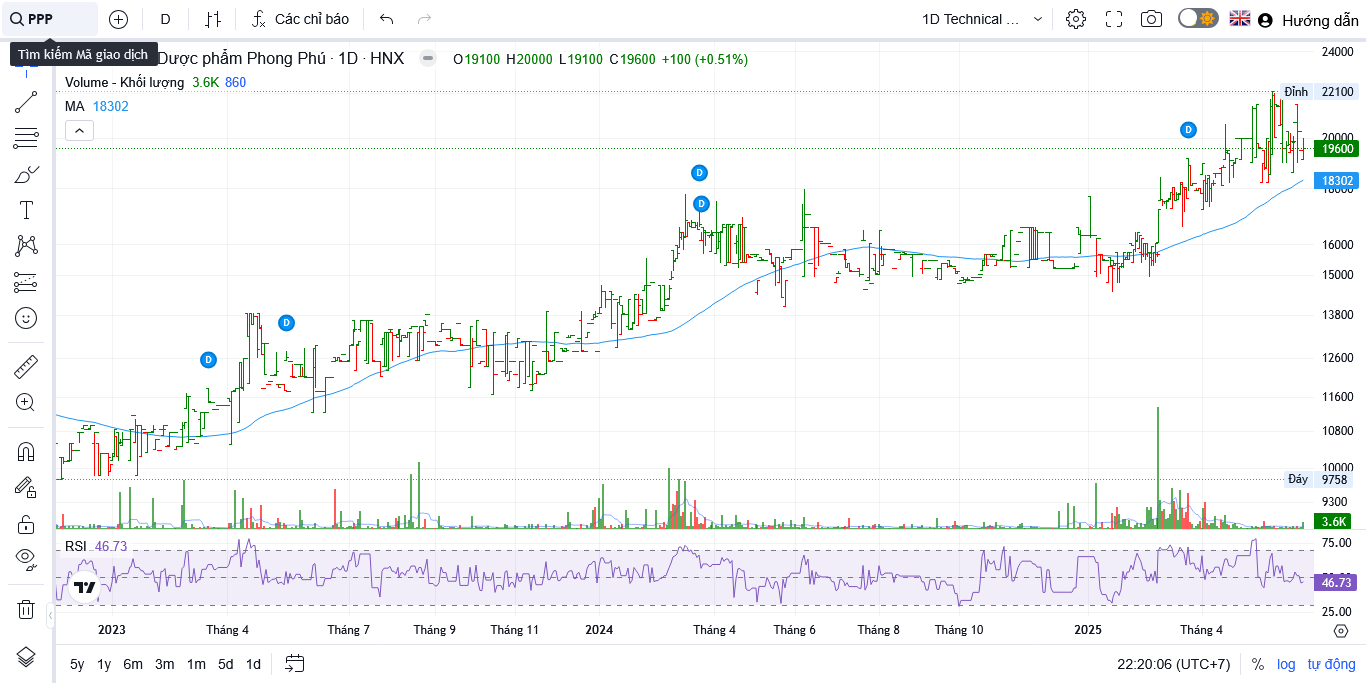 PPP
D
Các chỉ báo
1D Technical ...
Hướng dẫn
Tìm kiếm Mã giao dịch
Dược phẩm Phong Phú · 1D · HNX
O19100 H20000 L19100 C19600 +100 (+0.51%)
Volume - Khối lượng 3.6K 860
MA 18302
24000
Đỉnh 22100
20000
19600
18302
18000
16000
15000
13800
12600
11600
10800
10000
Đáy 9758
9300
3.6K
D
D
D
D
D
RSI 46.73
75.00
46.73
25.00
2023
Tháng 4
Tháng 7
Tháng 9
Tháng 11
2024
Tháng 4
Tháng 6
Tháng 8
Tháng 10
2025
Tháng 4
5y 1y 6m 3m 1m 5d 1d
22:20:06 (UTC+7)
% log tự động